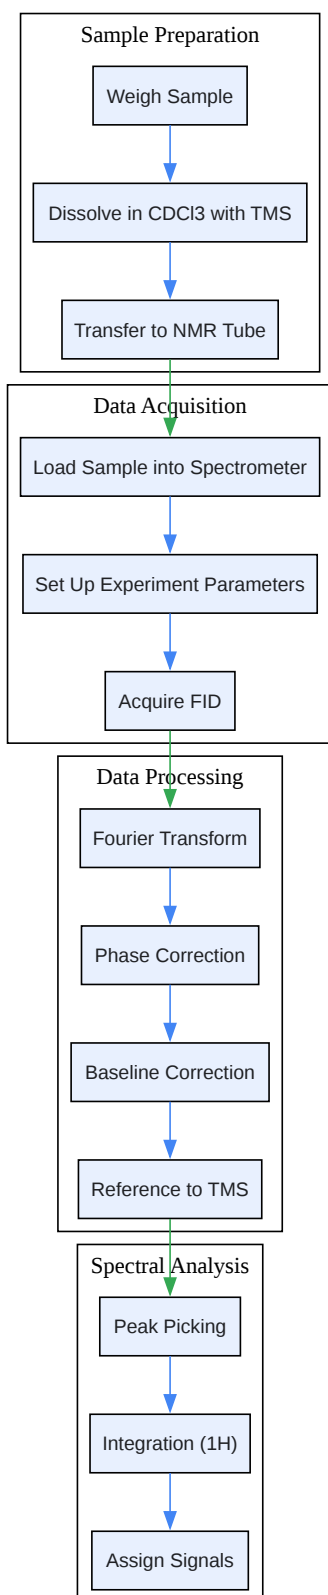 Sample Preparation
Weigh Sample
Dissolve in CDCl3 with TMS
Transfer to NMR Tube
Data Acquisition
Load Sample into Spectrometer
Set Up Experiment Parameters
Acquire FID
Data Processing
Fourier Transform
Phase Correction
Baseline Correction
Reference to TMS
Spectral Analysis
Peak Picking
Integration (1H)
Assign Signals